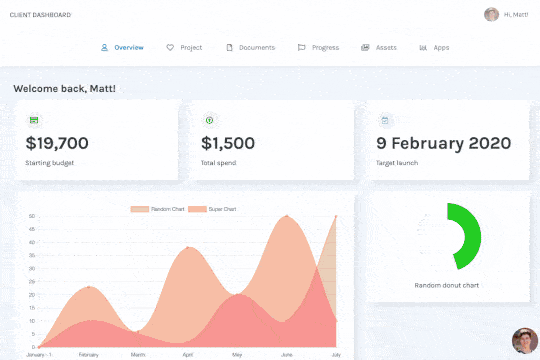 CLIENT DASHBOARD
Hi, Matt!
Overview Project Documents Progress Assets Apps
Welcome back, Matt!
$19,700
Starting budget
$1,500
Total spend
9 February 2020
Target launch
Random Chart Super Chart
50
45
40
35
30
25
20
15
10
5
0
January - 1 February March April May June July
Random donut chart